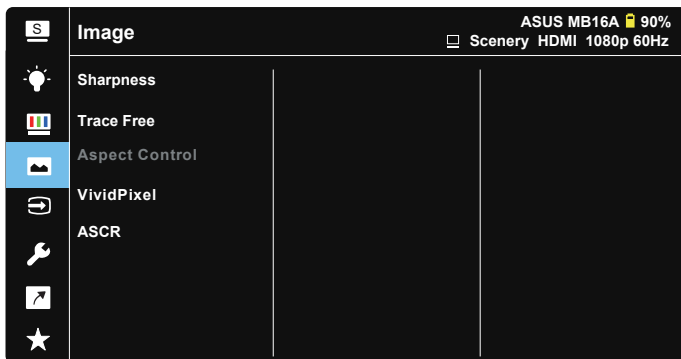 S
Image
ASUS MB16A 90%
Scenery HDMI 1080p 60Hz
Sharpness
Trace Free
Aspect Control
VividPixel
ASCR